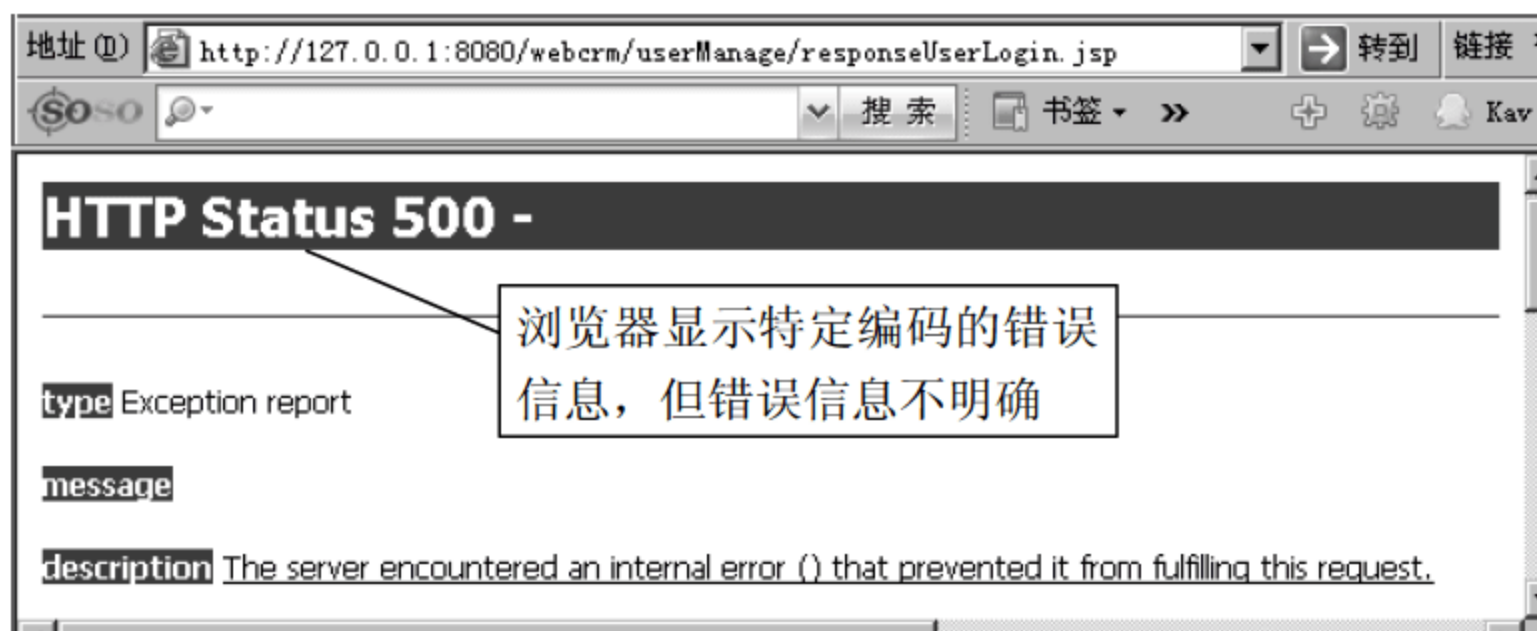 地址(D) http://127.0.0.1:8080/webcrm/userManage/responseUserLogin.jsp 转到 链接
SOSO 搜索 书签 » Kav
HTTP Status 500 -
浏览器显示特定编码的错误
信息，但错误信息不明确
type Exception report
message
description The server encountered an internal error () that prevented it from fulfilling this request.